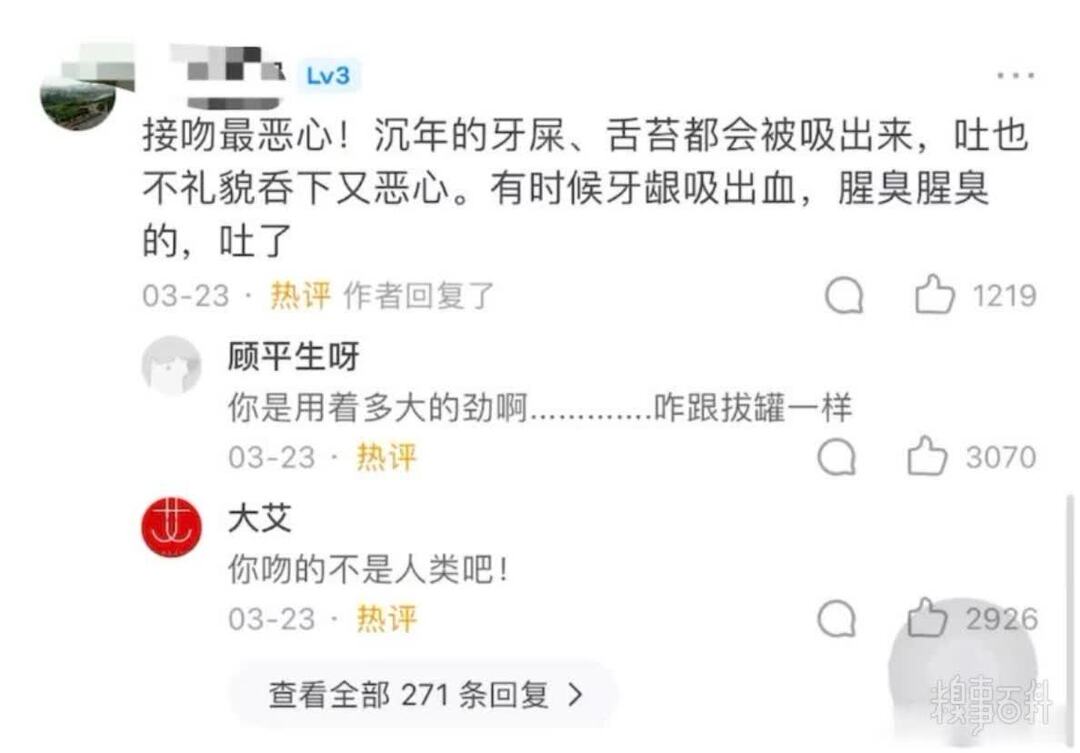 Lv3
接吻最恶心！沉年的牙屎、舌苔都会被吸出来，吐也
不礼貌吞下又恶心。有时候牙龈吸出血，腥臭腥臭
的，吐了
03-23 · 热评 作者回复了 1219
顾平生呀
你是用着多大的劲啊.............咋跟拔罐一样
03-23 · 热评 3070
大艾
你吻的不是人类吧！
03-23 · 热评 2926
查看全部 271 条回复 >
糗事百科